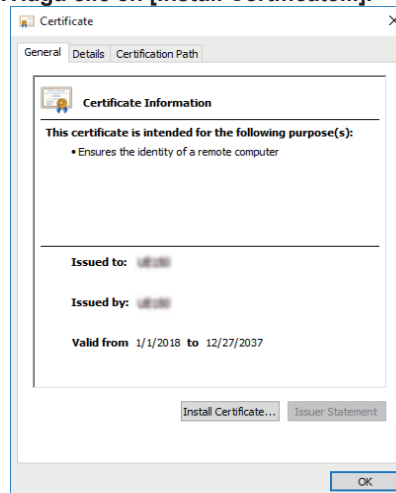 Certificate
General Details Certification Path
Certificate Information
This certificate is intended for the following purpose(s):
• Ensures the identity of a remote computer
Issued to:
Issued by:
Valid from 1/1/2018 to 12/27/2037
Install Certificate... Issuer Statement
OK